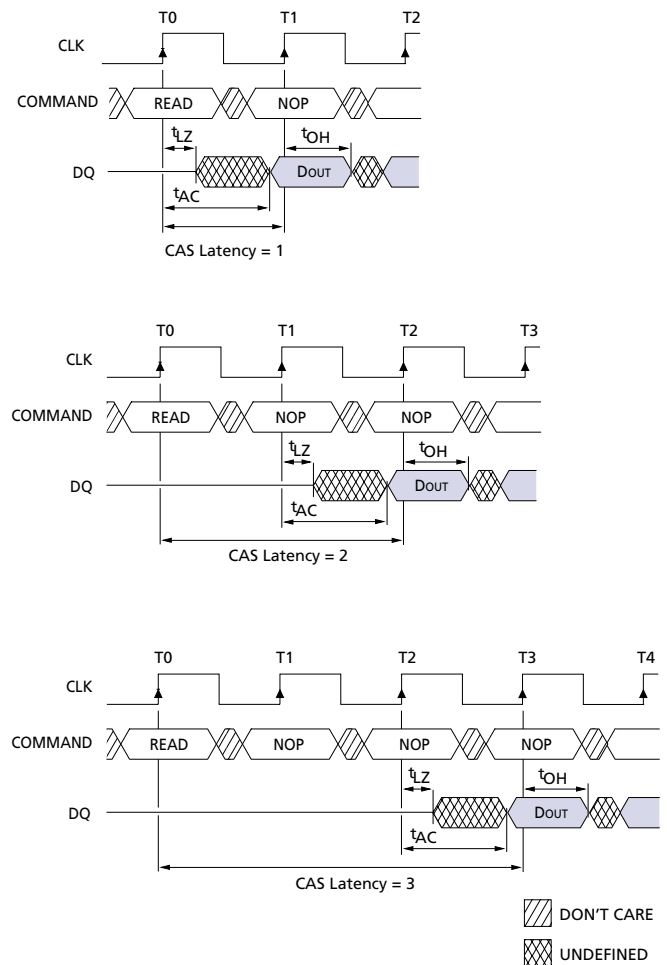 T0 T1 T2
CLK
COMMAND READ NOP
tLZ tOH
DQ DOUT
tAC
CAS Latency = 1
T0 T1 T2 T3
CLK
COMMAND READ NOP NOP
tLZ tOH
DQ DOUT
tAC
CAS Latency = 2
T0 T1 T2 T3 T4
CLK
COMMAND READ NOP NOP NOP
tLZ tOH
DQ DOUT
tAC
CAS Latency = 3
DON'T CARE
UNDEFINED